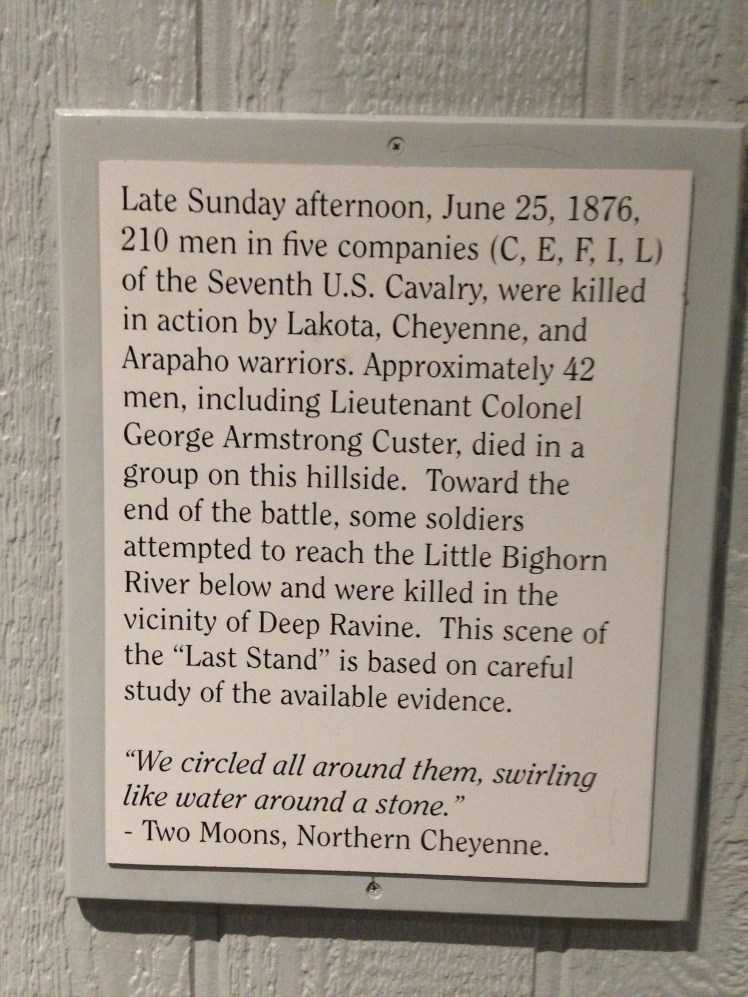 Late Sunday afternoon, June 25, 1876,
210 men in five companies (C, E, F, I, L)
of the Seventh U.S. Cavalry, were killed
in action by Lakota, Cheyenne, and
Arapaho warriors. Approximately 42
men, including Lieutenant Colonel
George Armstrong Custer, died in a
group on this hillside.  Toward the
end of the battle, some soldiers
attempted to reach the Little Bighorn
River below and were killed in the
vicinity of Deep Ravine.  This scene of
the “Last Stand” is based on careful
study of the available evidence.

“We circled all around them, swirling
like water around a stone.”
- Two Moons, Northern Cheyenne.